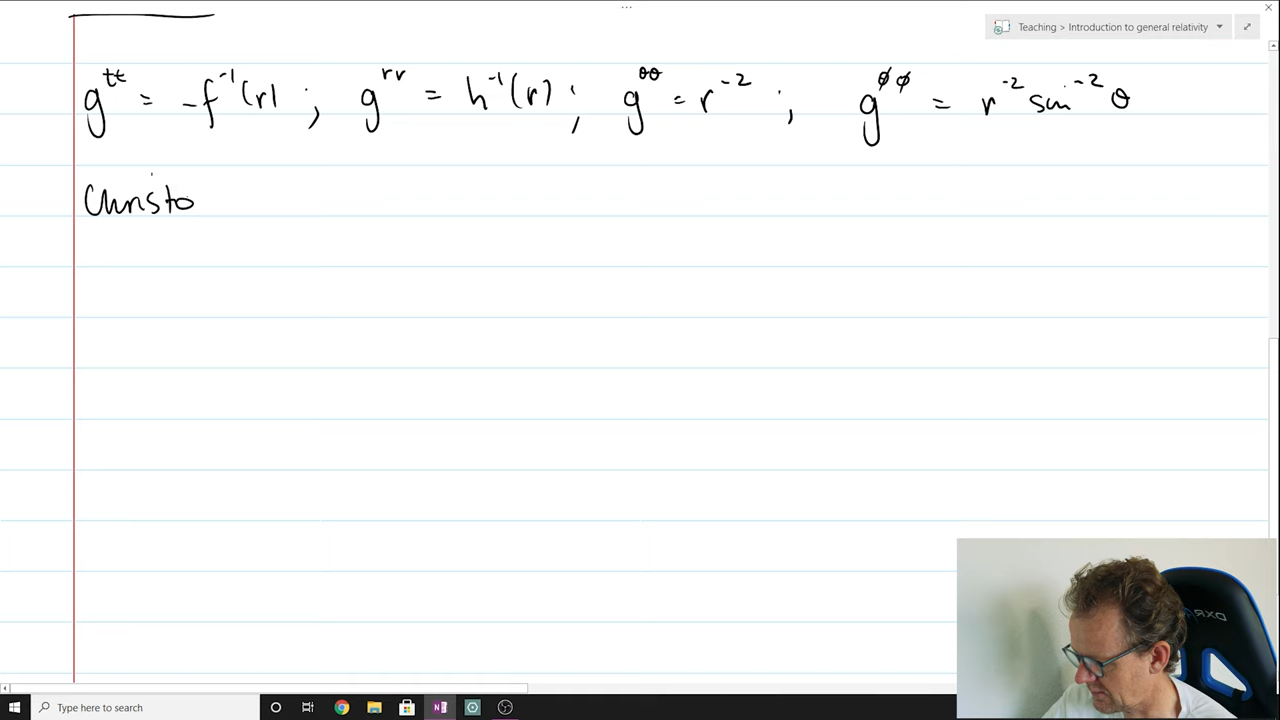 Teaching > Introduction to general relativity
g^{tt} = -f^{-1}(r) ; g^{rr} = h^{-1}(r) ; g^{θθ} = r^{-2} ; g^{φφ} = r^{-2} sin^{-2} θ
Christo
DXR
Type here to search